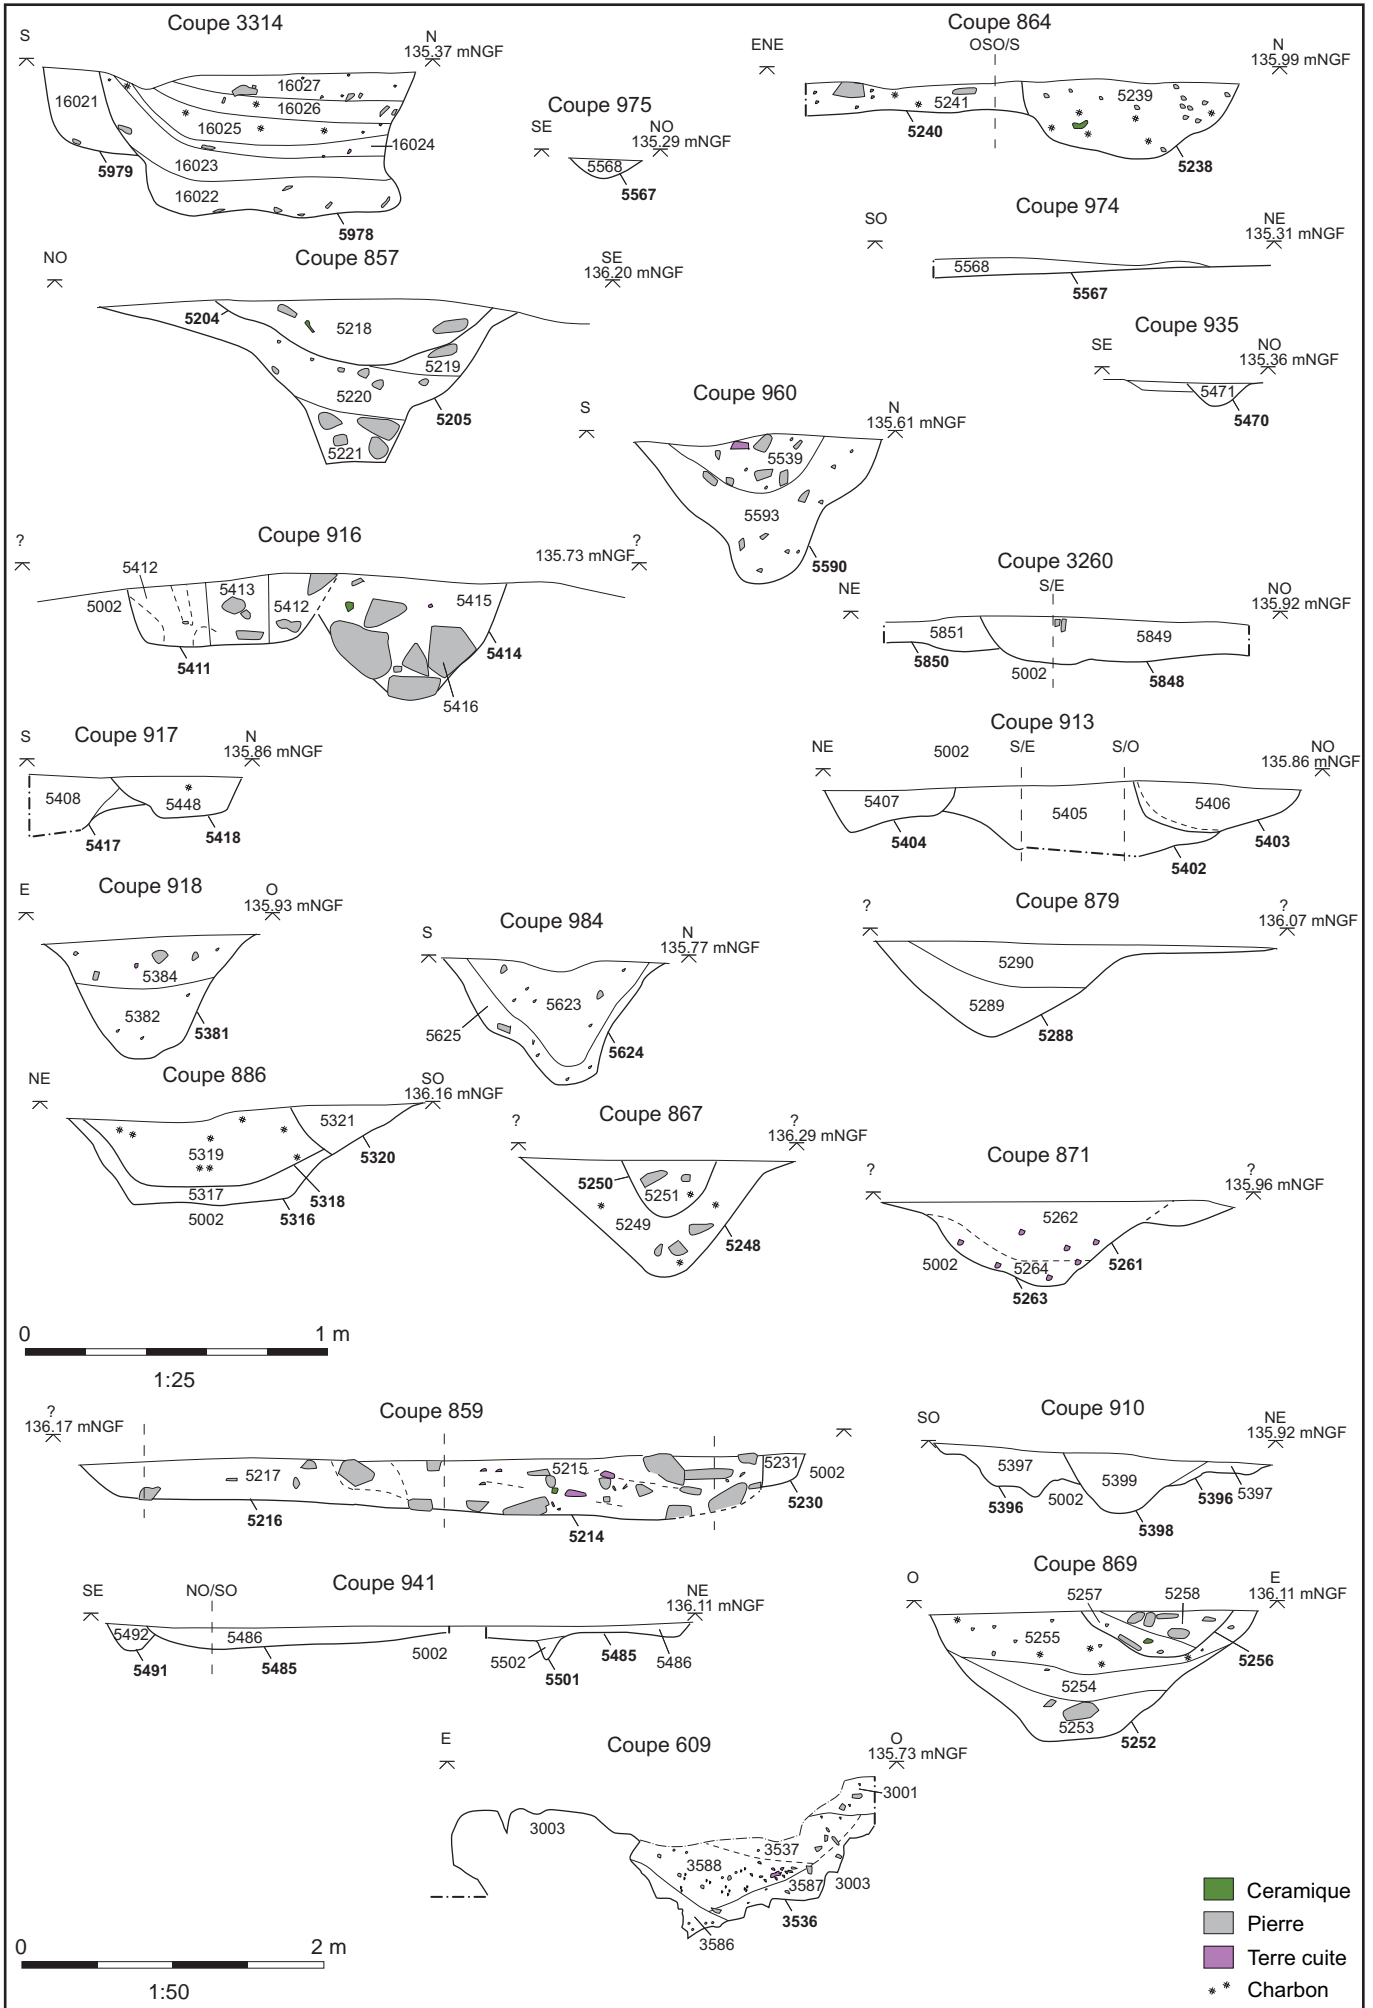 Coupe 3314
S
N
135.37 mNGF
16027
16021
16026
16025
16024
16023
16022
5979
5978
Coupe 975
SE
NO
135.29 mNGF
5568
5567
Coupe 864
ENE
OSO/S
N
135.99 mNGF
5241
5239
5240
5238
Coupe 974
SO
NE
135.31 mNGF
5568
5567
Coupe 857
NO
SE
136.20 mNGF
5204
5218
5219
5220
5205
5221
Coupe 935
SE
NO
135.36 mNGF
5471
5470
Coupe 960
S
N
135.61 mNGF
5539
5593
5590
Coupe 916
?
?
135.73 mNGF
5412
5002
5413
5412
5415
5411
5414
5416
Coupe 3260
NE
S/E
NO
135.92 mNGF
5851
5849
5850
5002
5848
Coupe 917
S
N
135.86 mNGF
5408
5448
5417
5418
Coupe 913
NE
5002
S/E
S/O
NO
135.86 mNGF
5407
5405
5406
5404
5403
5402
Coupe 918
E
O
135.93 mNGF
5384
5382
5381
Coupe 984
S
N
135.77 mNGF
5623
5625
5624
Coupe 879
?
?
136.07 mNGF
5290
5289
5288
Coupe 886
NE
SO
136.16 mNGF
5321
5319
5320
5317
5318
5002
5316
Coupe 867
?
?
136.29 mNGF
5250
5251
5249
5248
Coupe 871
?
?
135.96 mNGF
5262
5002
5264
5261
5263
0
1 m
1:25
Coupe 859
?
136.17 mNGF
5217
5215
5231
5002
5216
5214
5230
Coupe 910
SO
NE
135.92 mNGF
5397
5399
5396
5002
5396
5397
5398
Coupe 941
SE
NO/SO
NE
136.11 mNGF
5492
5486
5491
5485
5002
5502
5501
5485
5486
Coupe 869
O
E
136.11 mNGF
5257
5258
5255
5256
5254
5253
5252
Coupe 609
E
O
135.73 mNGF
3001
3003
3537
3588
3587
3003
3536
3586
0
2 m
1:50
Ceramique
Pierre
Terre cuite
Charbon